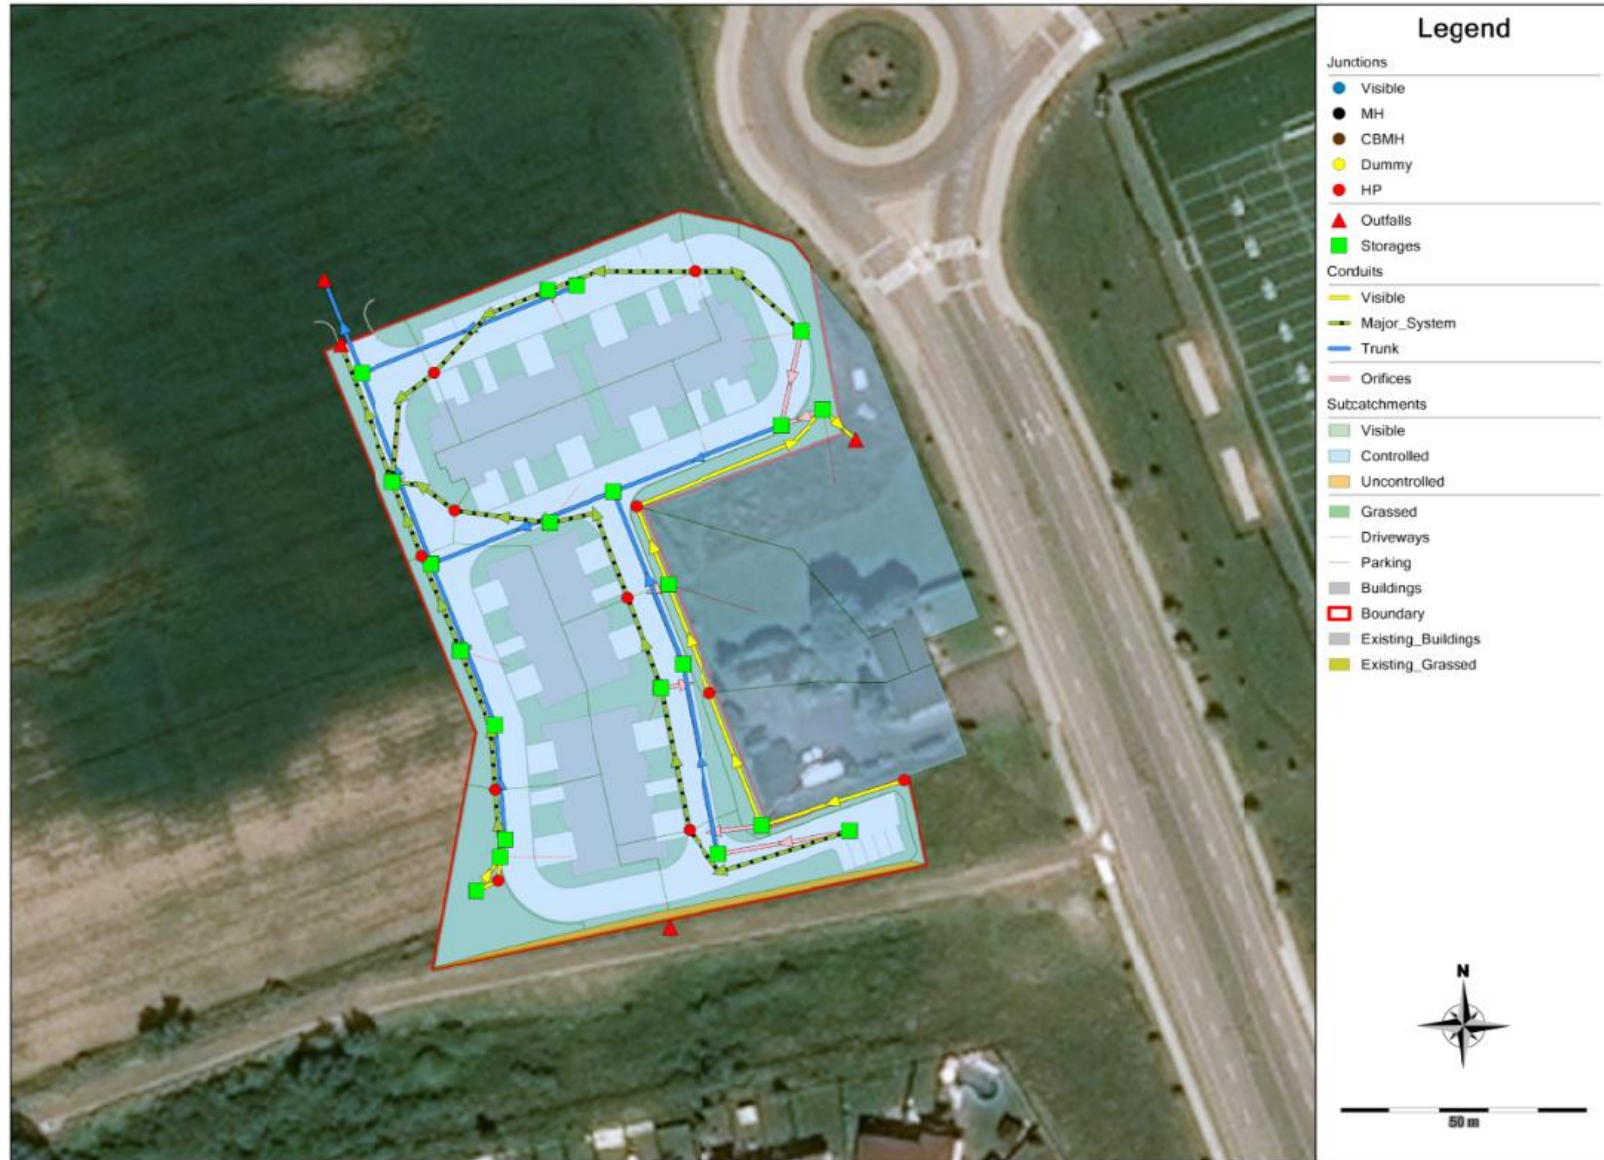 Legend
Junctions
Visible
MH
CBMH
Dummy
HP
Outfalls
Storages
Conduits
Visible
Major_System
Trunk
Orifices
Subcatchments
Visible
Controlled
Uncontrolled
Grassed
Driveways
Parking
Buildings
Boundary
Existing_Buildings
Existing_Grassed
N
50 m